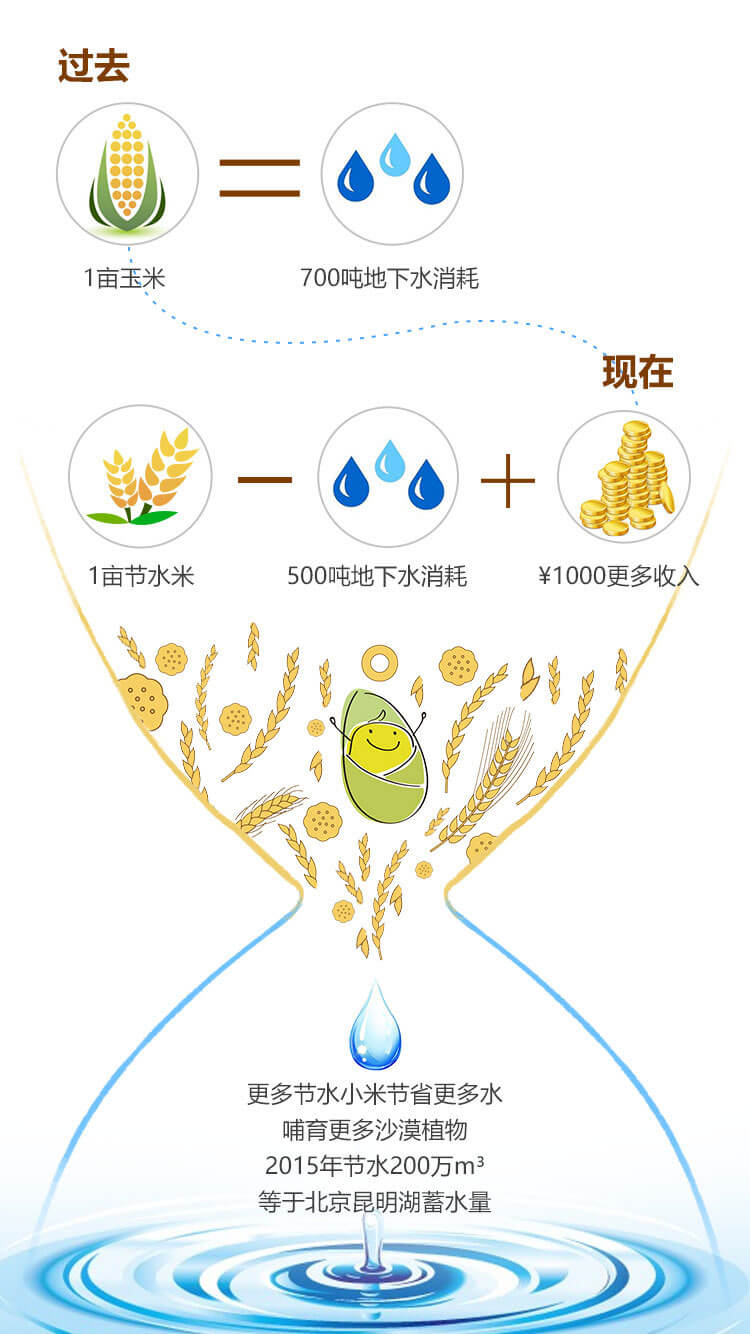 过去
1亩玉米
700吨地下水消耗
现在
1亩节水米
500吨地下水消耗
¥1000更多收入
更多节水小米节省更多水
哺育更多沙漠植物
2015年节水200万m³
等于北京昆明湖蓄水量